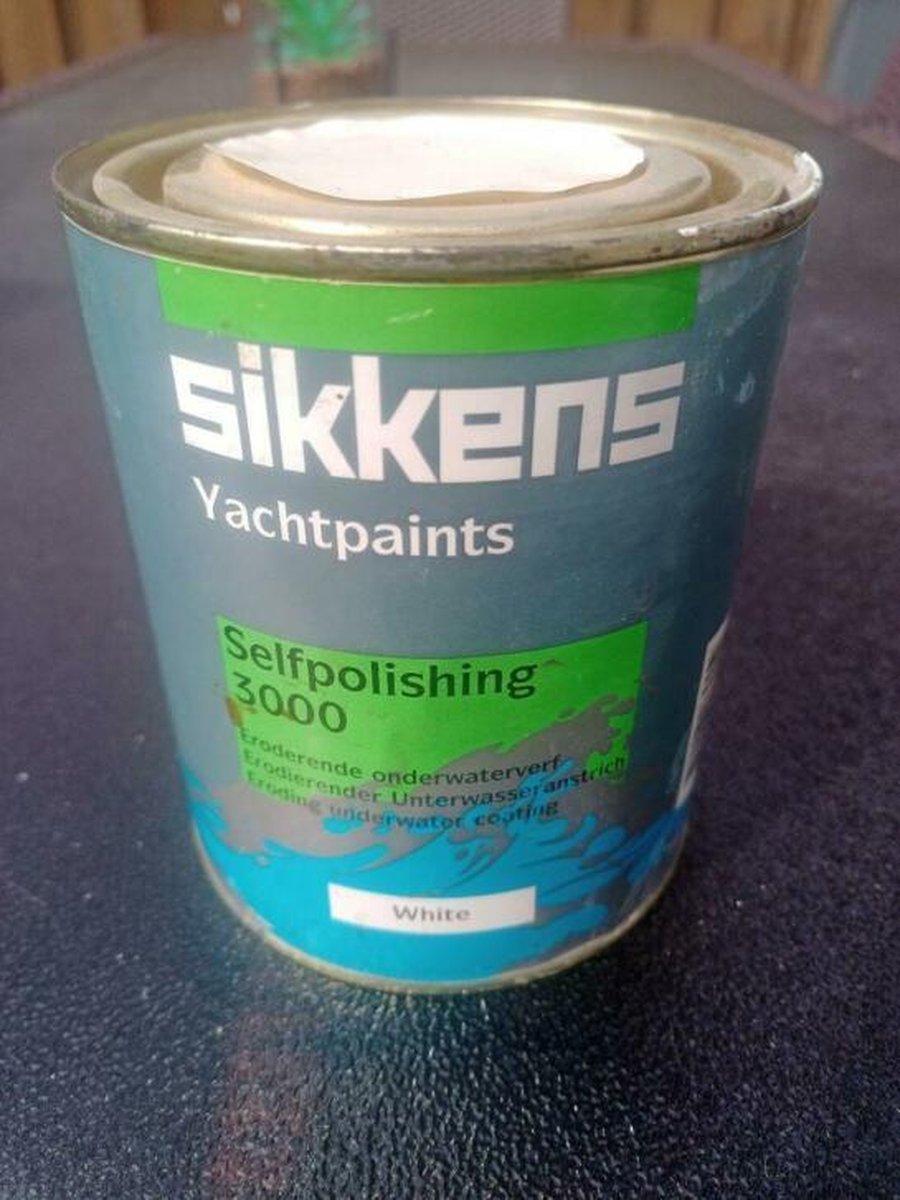 sikkens
Yachtpaints
Selfpolishing
3000
Eroderende onderwaterverf
Erodierender Unterwasseranstrich
Eroding underwater coating
White